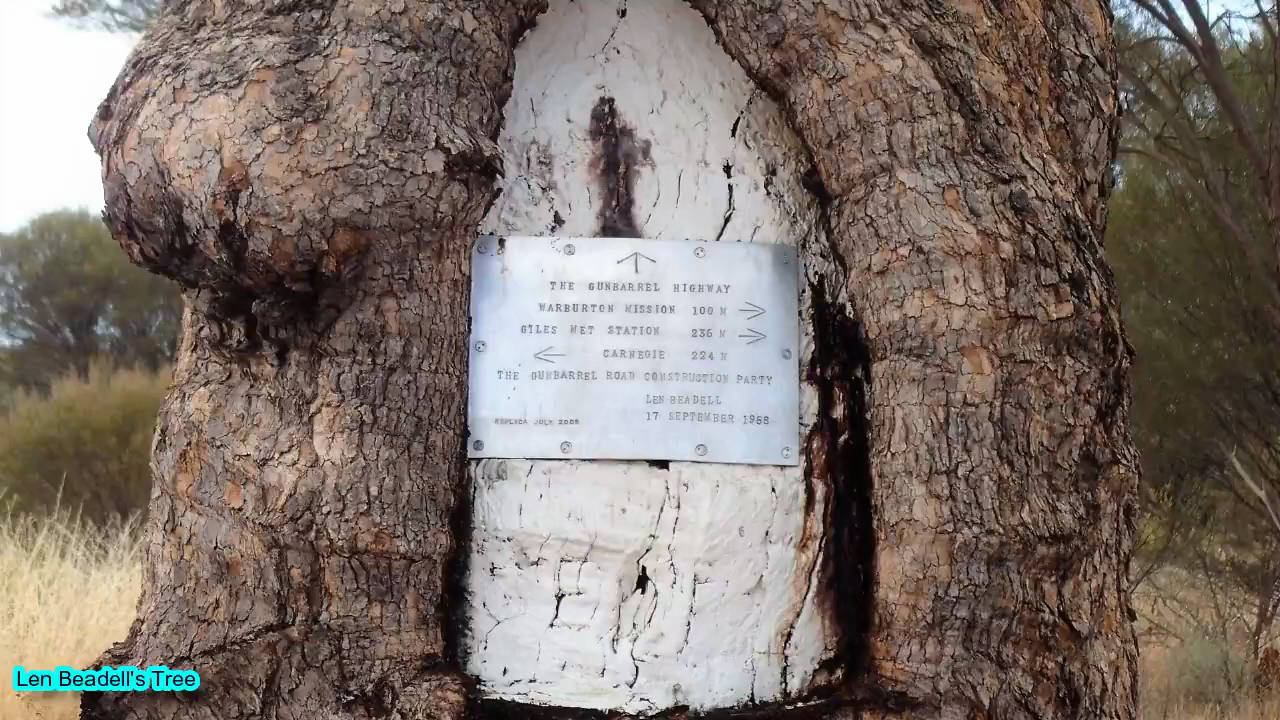 THE GUNBARREL HIGHWAY
WARBURTON MISSION 100 M
GILES MET STATION 236 M
CARNEGIE 224 M
THE GUNBARREL ROAD CONSTRUCTION PARTY
LEN BEADELL
17 SEPTEMBER 1958
REPLICA JULY 2008
Len Beadell's Tree